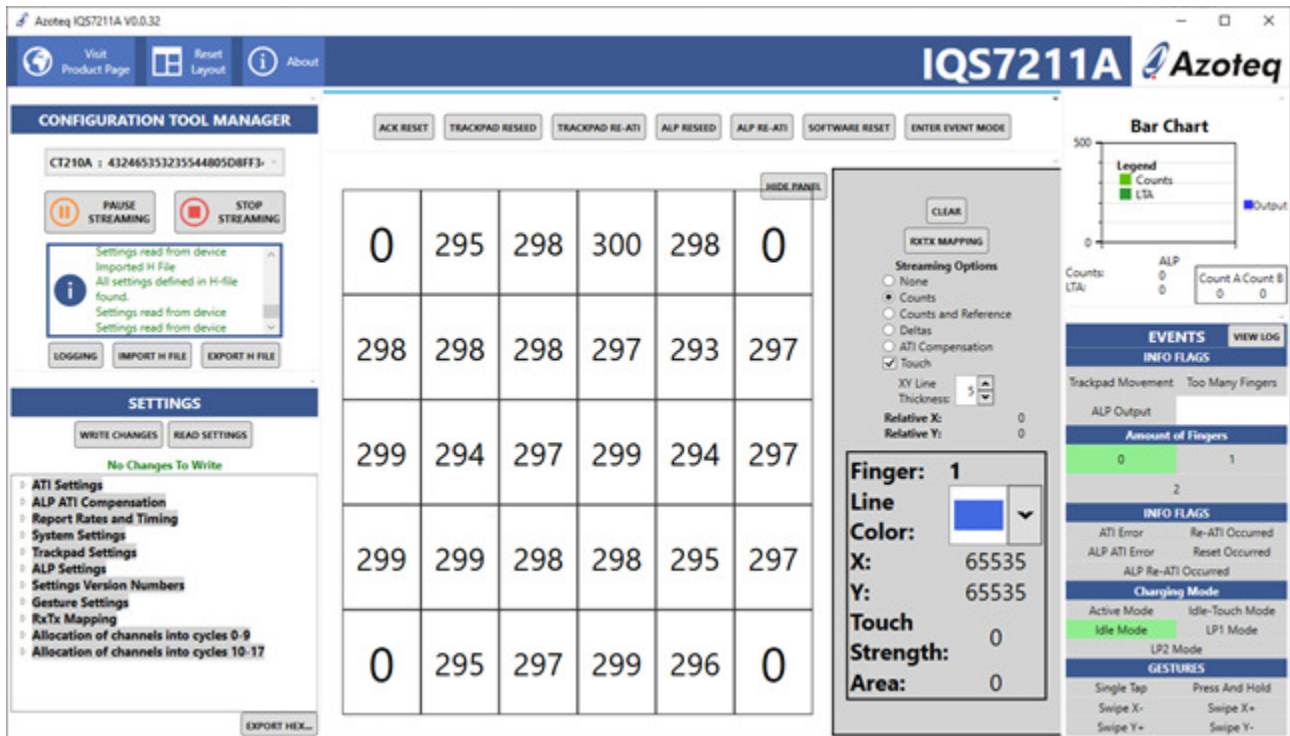 Azoteq IQS7211A V0.0.32
Visit Product Page
Reset Layout
About
IQS7211A
Azoteq
CONFIGURATION TOOL MANAGER
CT210A : 432465353235544805D8FF3
PAUSE STREAMING
STOP STREAMING
Settings read from device
Imported H File
All settings defined in H-file
found.
Settings read from device
Settings read from device
LOGGING
IMPORT H FILE
EXPORT H FILE
SETTINGS
WRITE CHANGES
READ SETTINGS
No Changes To Write
ATI Settings
ALP ATI Compensation
Report Rates and Timing
System Settings
Trackpad Settings
ALP Settings
Settings Version Numbers
Gesture Settings
RxTx Mapping
Allocation of channels into cycles 0-9
Allocation of channels into cycles 10-17
EXPORT HEX...
ACK RESET
TRACKPAD RESEED
TRACKPAD RE-ATI
ALP RESEED
ALP RE-ATI
SOFTWARE RESET
ENTER EVENT MODE
HIDE PANEL
0 295 298 300 298 0
298 298 298 297 293 297
299 294 297 299 294 297
299 299 298 298 295 297
0 295 297 299 296 0
CLEAR
RXTX MAPPING
Streaming Options
None
Counts
Counts and Reference
Deltas
ATI Compensation
Touch
XY Line
Thickness: 5
Relative X: 0
Relative Y: 0
Finger: 1
Line
Color:
X: 65535
Y: 65535
Touch
Strength: 0
Area: 0
Bar Chart
500
Legend
Counts
LTA
Output
0
ALP
Counts: 0
LTA: 0
Count A Count B
0 0
EVENTS
VIEW LOG
INFO FLAGS
Trackpad Movement Too Many Fingers
ALP Output
Amount of Fingers
0 1
2
INFO FLAGS
ATI Error Re-ATI Occurred
ALP ATI Error Reset Occurred
ALP Re-ATI Occurred
Charging Mode
Active Mode Idle-Touch Mode
Idle Mode LP1 Mode
LP2 Mode
GESTURES
Single Tap Press And Hold
Swipe X- Swipe X+
Swipe Y+ Swipe Y-